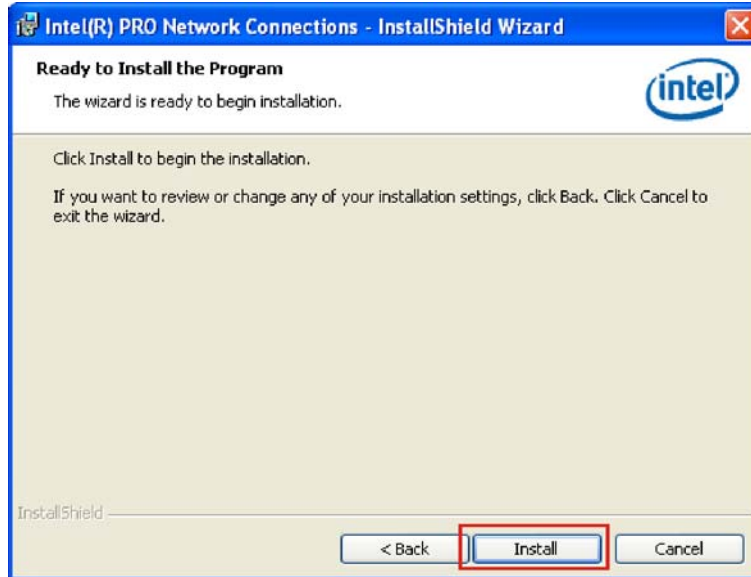 Intel(R) PRO Network Connections - InstallShield Wizard
Ready to Install the Program
The wizard is ready to begin installation.
intel
Click Install to begin the installation.
If you want to review or change any of your installation settings, click Back. Click Cancel to
exit the wizard.
InstallShield
< Back
Install
Cancel